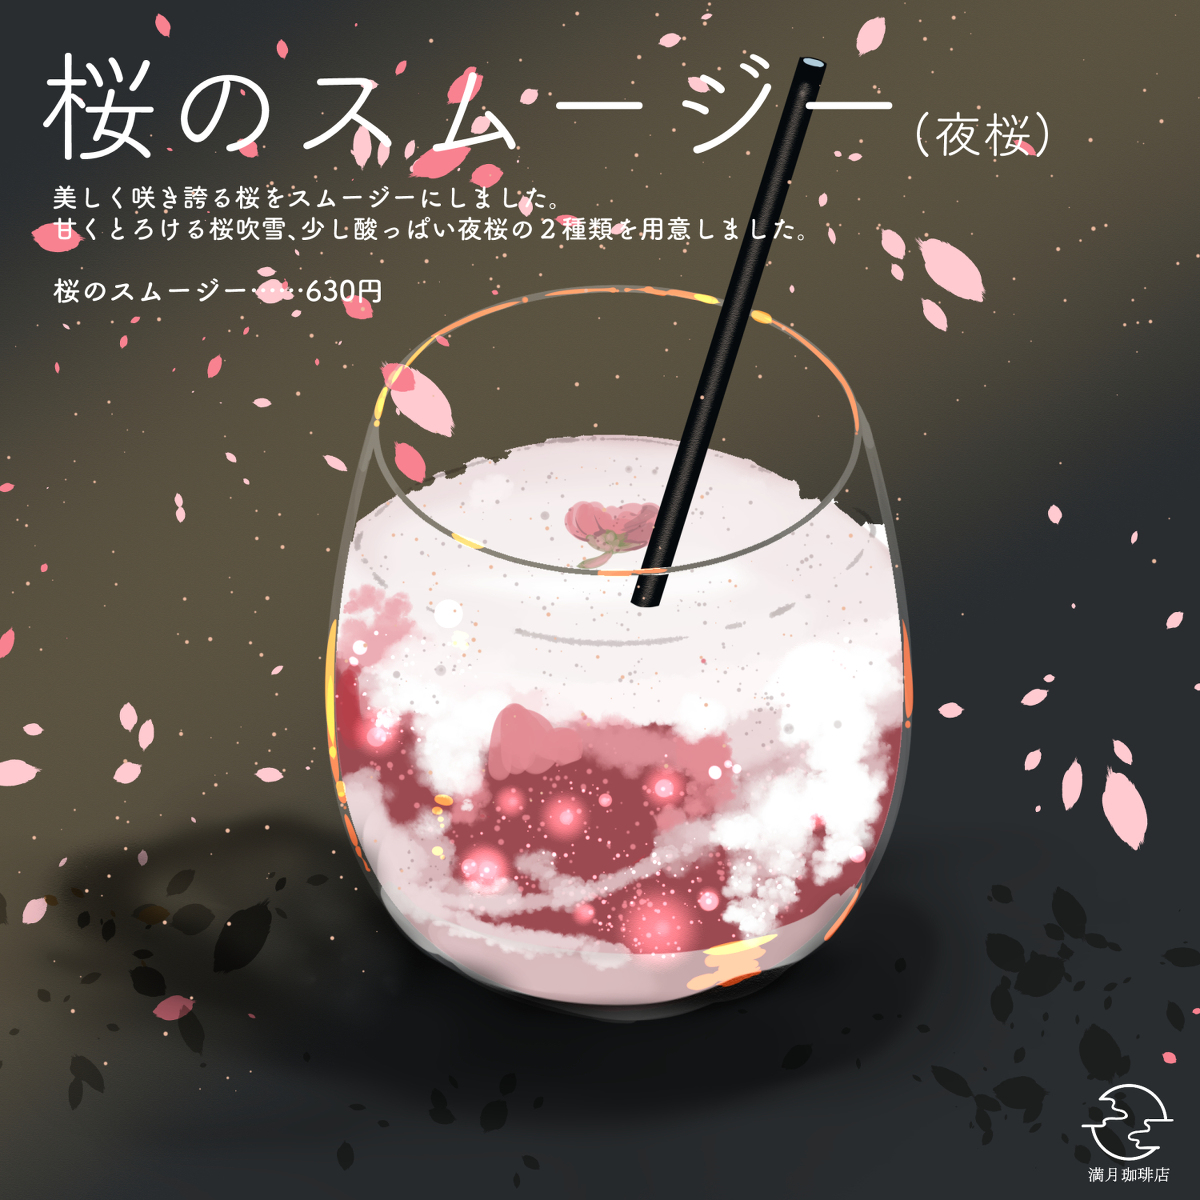 桜のスムージー（夜桜）
美しく咲き誇る桜をスムージーにしました。
甘くとろける桜吹雪、少し酸っぱい夜桜の２種類を用意しました。
桜のスムージー……630円
満月珈琲店